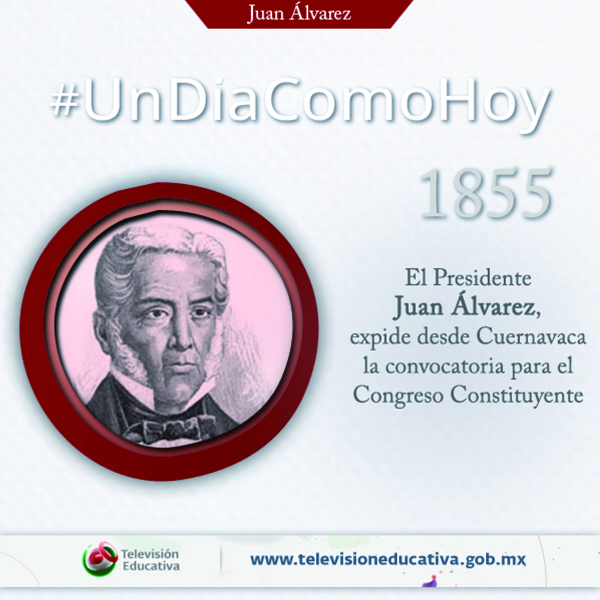 Juan Álvarez
#UnDiaComoHoy
1855
El Presidente
Juan Álvarez,
expide desde Cuernavaca
la convocatoria para el
Congreso Constituyente
Televisión
Educativa
www.televisioneducativa.gob.mx